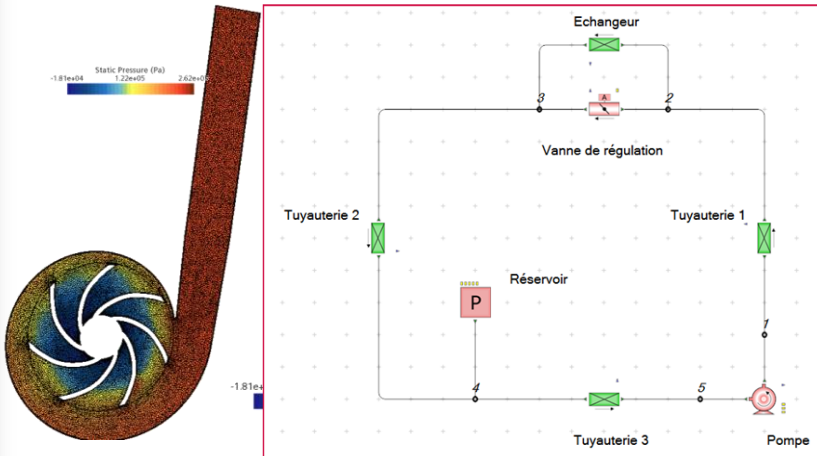 Static Pressure (Pa)
-1.81e+04 1.22e+05 2.62e+0
-1.81e+
Echangeur
3
A
2
Vanne de régulation
Tuyauterie 2
Tuyauterie 1
Réservoir
P
1
4
5
Tuyauterie 3
Pompe